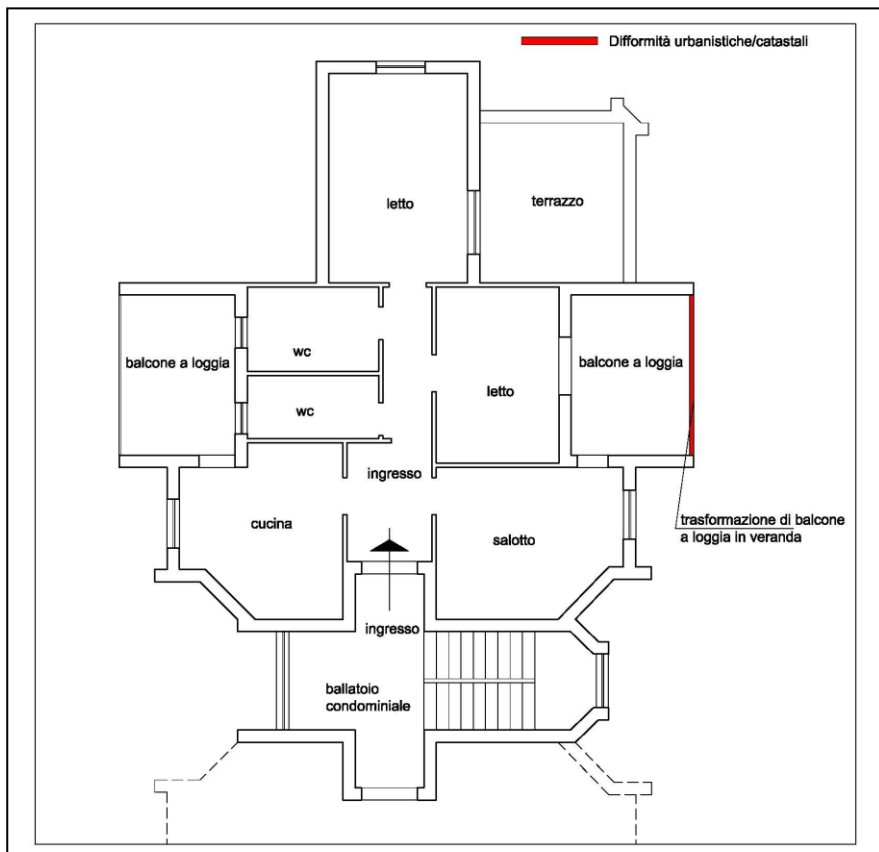 Difformità urbanistiche/catastali
letto
terrazzo
balcone a loggia
wc
letto
balcone a loggia
wc
ingresso
cucina
salotto
trasformazione di balcone
a loggia in veranda
ingresso
ballatoio
condominiale